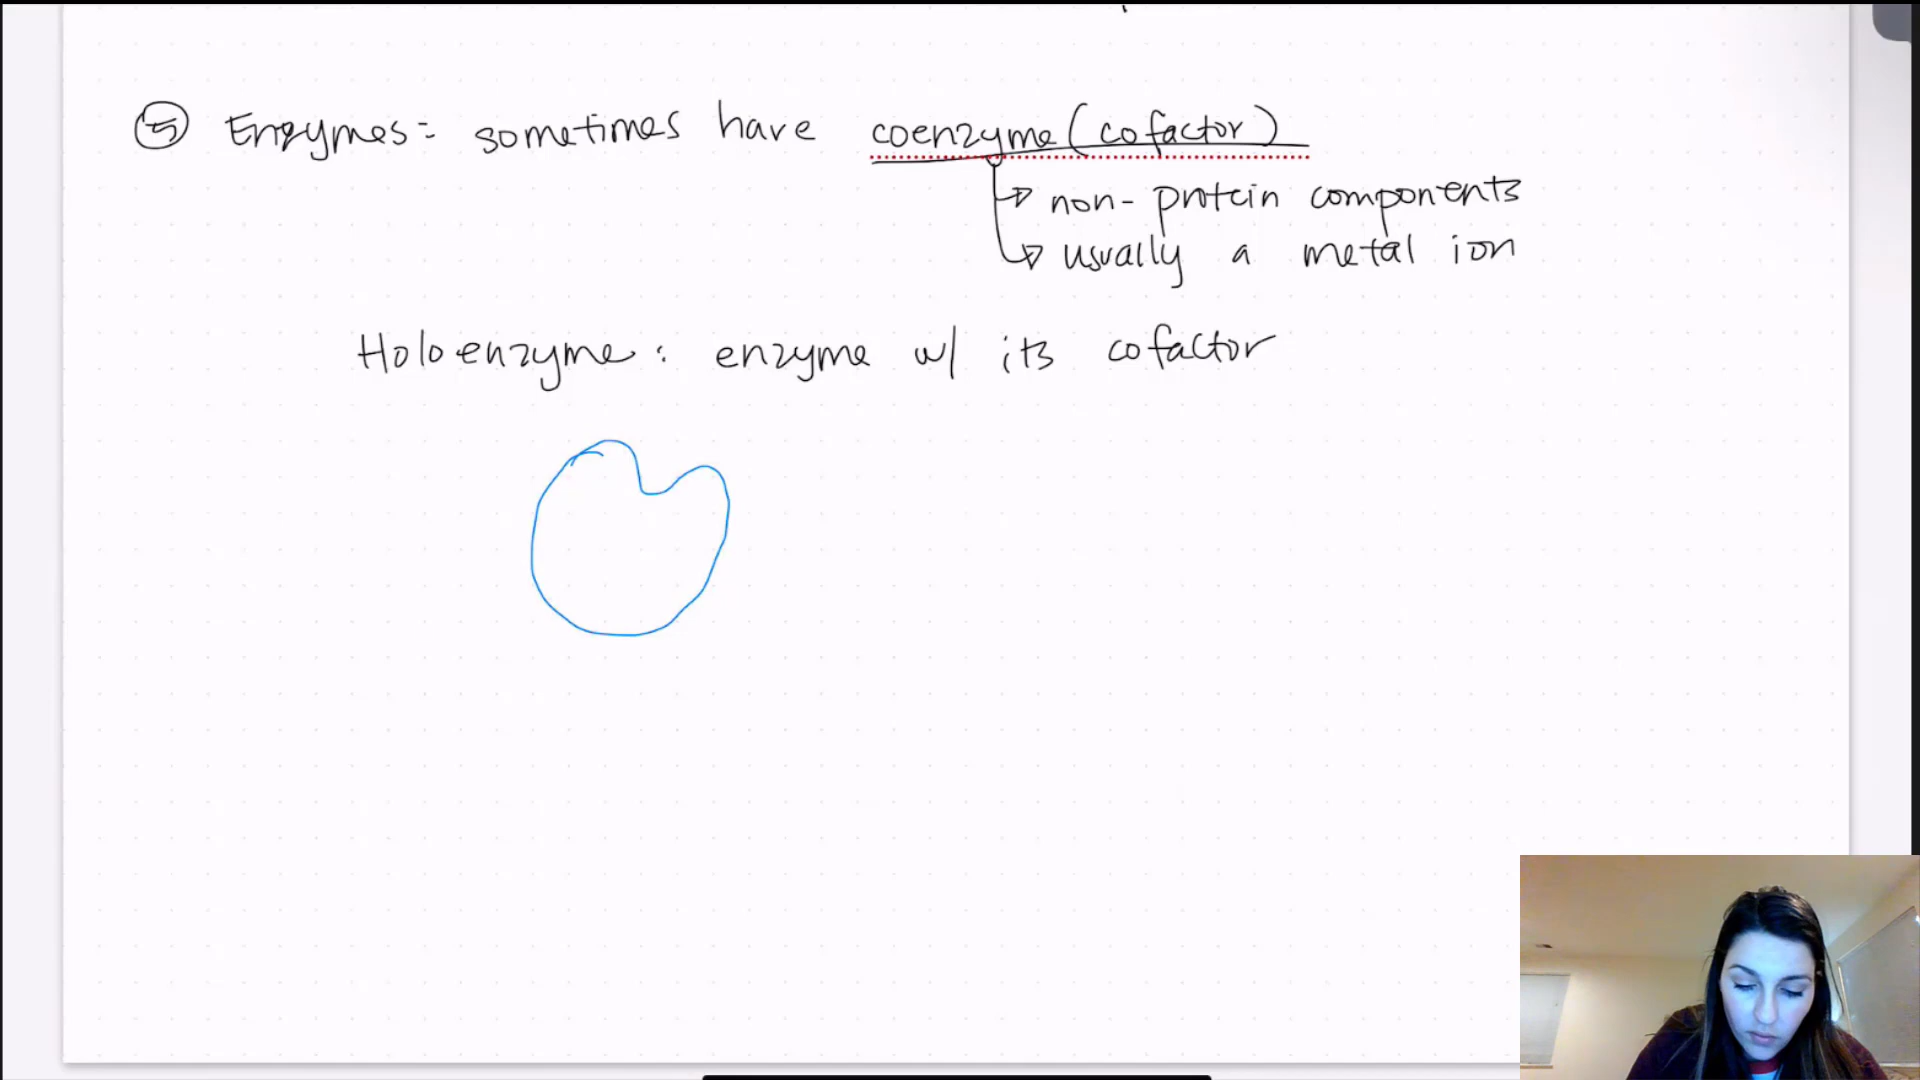 ⑤ Enzymes: sometimes have coenzyme (cofactor)
→ non-protein components
→ usually a metal ion
Holoenzyme: enzyme w/ its cofactor